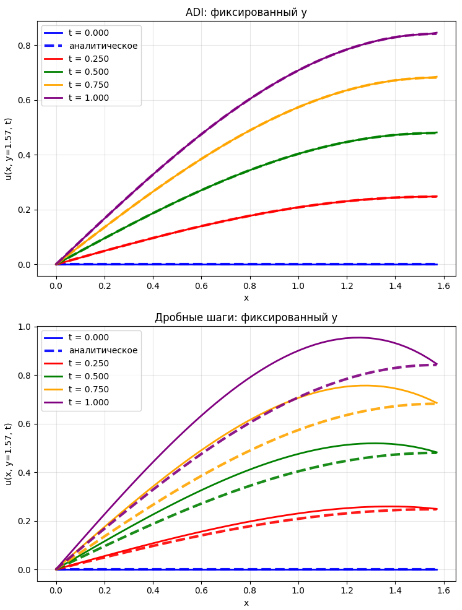 ADI: фиксированный y
0.8
0.6
0.4
0.2
0.0
u(x, y=1.57, t)
t = 0.000
аналитическое
t = 0.250
t = 0.500
t = 0.750
t = 1.000
0.0 0.2 0.4 0.6 0.8 1.0 1.2 1.4 1.6
x
Дробные шаги: фиксированный y
1.0
0.8
0.6
0.4
0.2
0.0
u(x, y=1.57, t)
t = 0.000
аналитическое
t = 0.250
t = 0.500
t = 0.750
t = 1.000
0.0 0.2 0.4 0.6 0.8 1.0 1.2 1.4 1.6
x